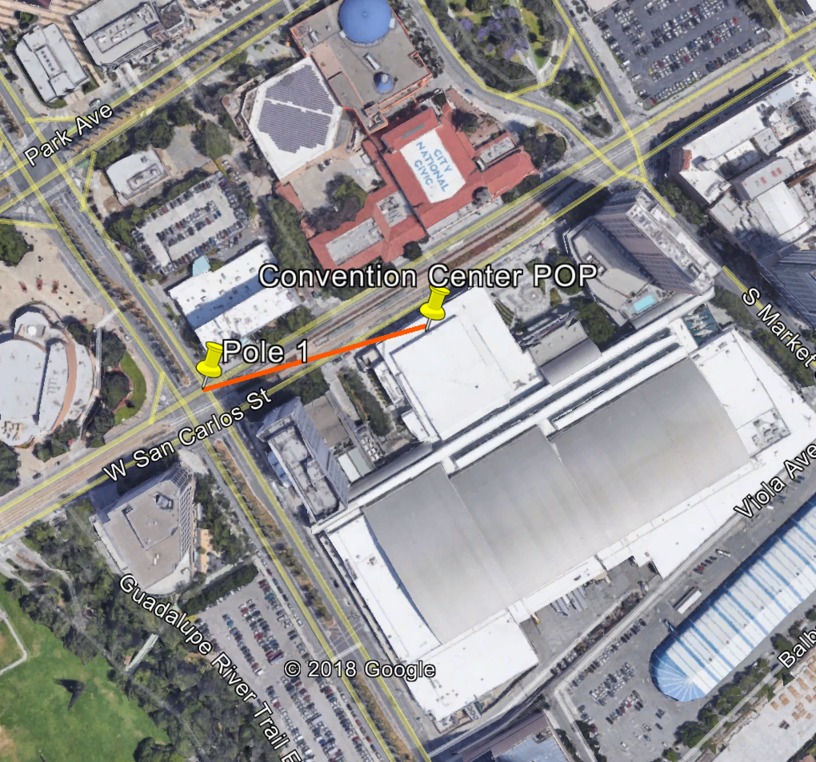 Park Ave
CITY
NATIONAL
CIVIC.
Convention Center POP
S Market
Pole 1
W San Carlos St
Viola Ave
Guadalupe River Trail E
© 2018 Google
Balb